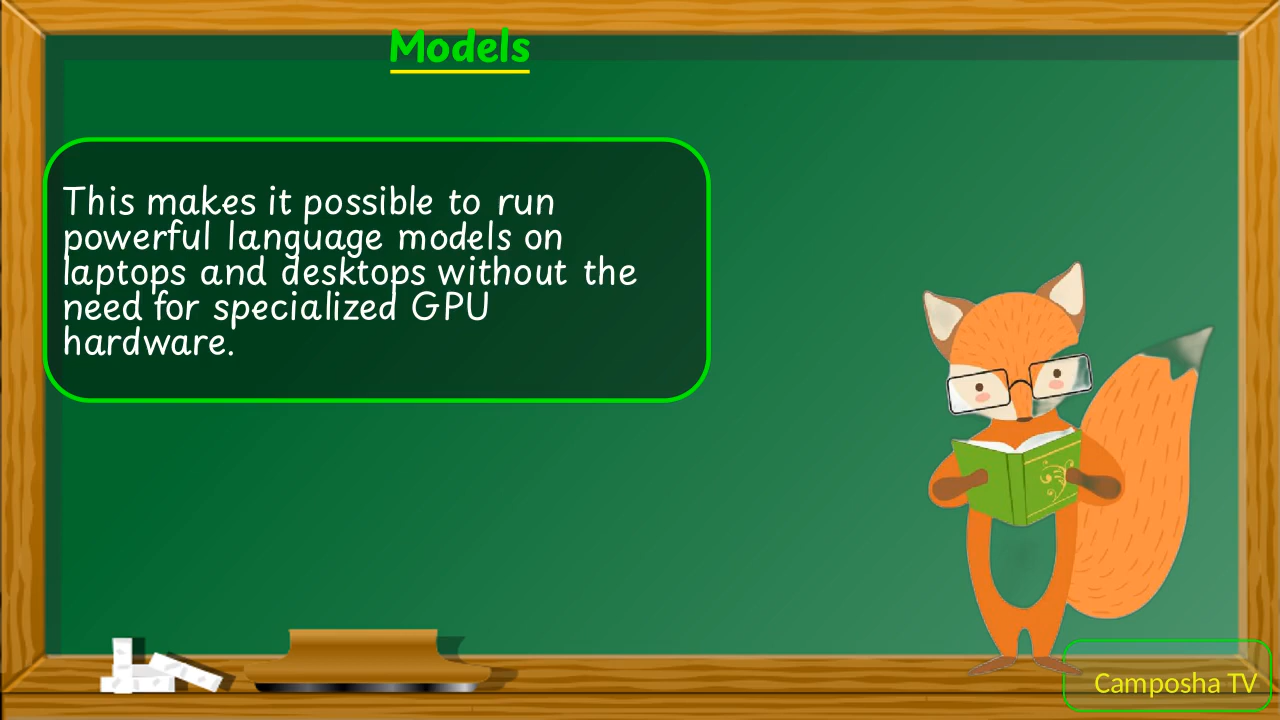 Models
This makes it possible to run
powerful language models on
laptops and desktops without the
need for specialized GPU
hardware.
Camposha TV